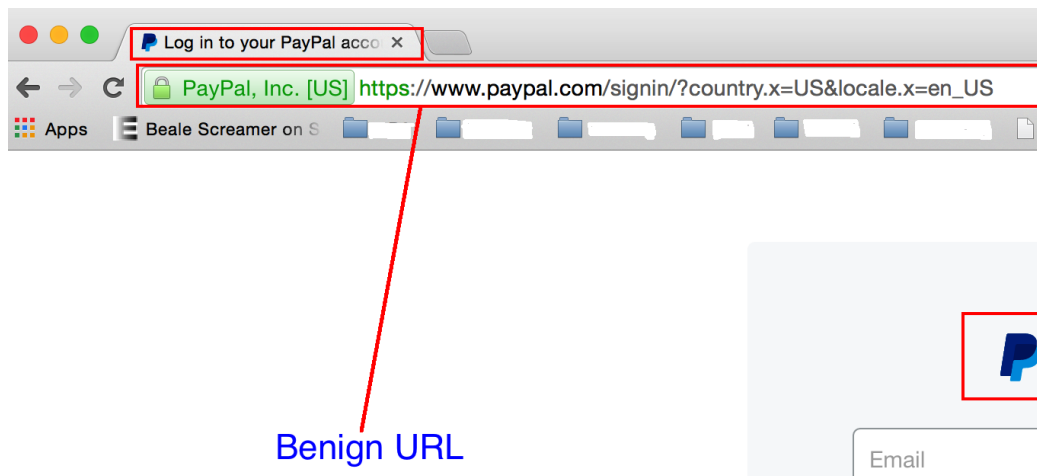 Log in to your PayPal acco
PayPal, Inc. [US] https://www.paypal.com/signin/?country.x=US&locale.x=en_US
Apps Beale Screamer on S
Benign URL
Email